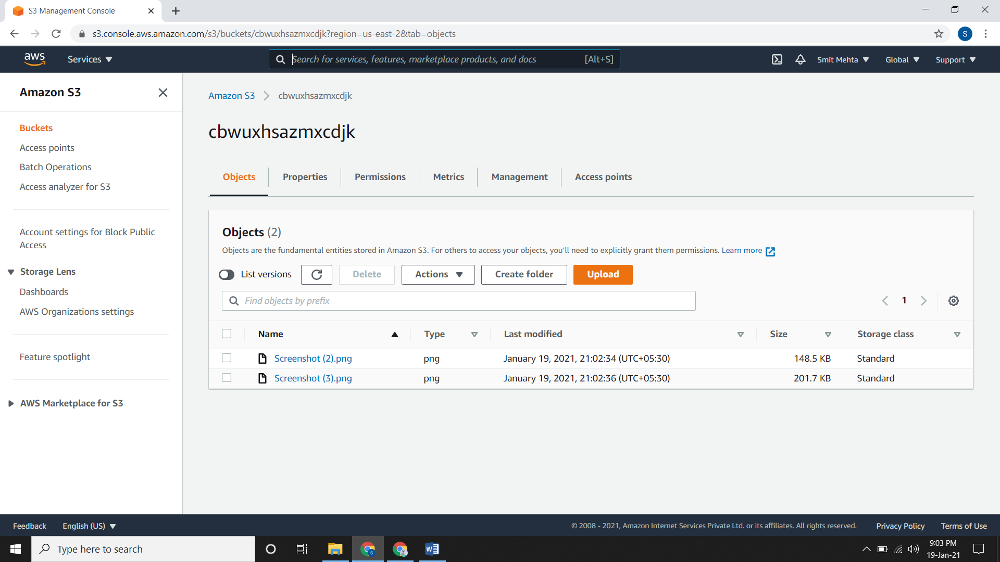 S3 Management Console
s3.console.aws.amazon.com/s3/buckets/cbwuxhsazmxcdjk?region=us-east-2&tab=objects
S
aws
Services
Search for services, features, marketplace products, and docs
[Alt+S]
Smit Mehta
Global
Support
Amazon S3
Buckets
Access points
Batch Operations
Access analyzer for S3
Account settings for Block Public
Access
Storage Lens
Dashboards
AWS Organizations settings
Feature spotlight
AWS Marketplace for S3
Amazon S3 > cbwuxhsazmxcdjk
cbwuxhsazmxcdjk
Objects Properties Permissions Metrics Management Access points
Objects (2)
Objects are the fundamental entities stored in Amazon S3. For others to access your objects, you’ll need to explicitly grant them permissions. Learn more
List versions Delete Actions Create folder Upload
Find objects by prefix
1
Name Type Last modified Size Storage class
Screenshot (2).png png January 19, 2021, 21:02:34 (UTC+05:30) 148.5 KB Standard
Screenshot (3).png png January 19, 2021, 21:02:36 (UTC+05:30) 201.7 KB Standard
Feedback English (US) © 2008 - 2021, Amazon Internet Services Private Ltd. or its affiliates. All rights reserved. Privacy Policy Terms of Use
Type here to search
9:03 PM
19-Jan-21